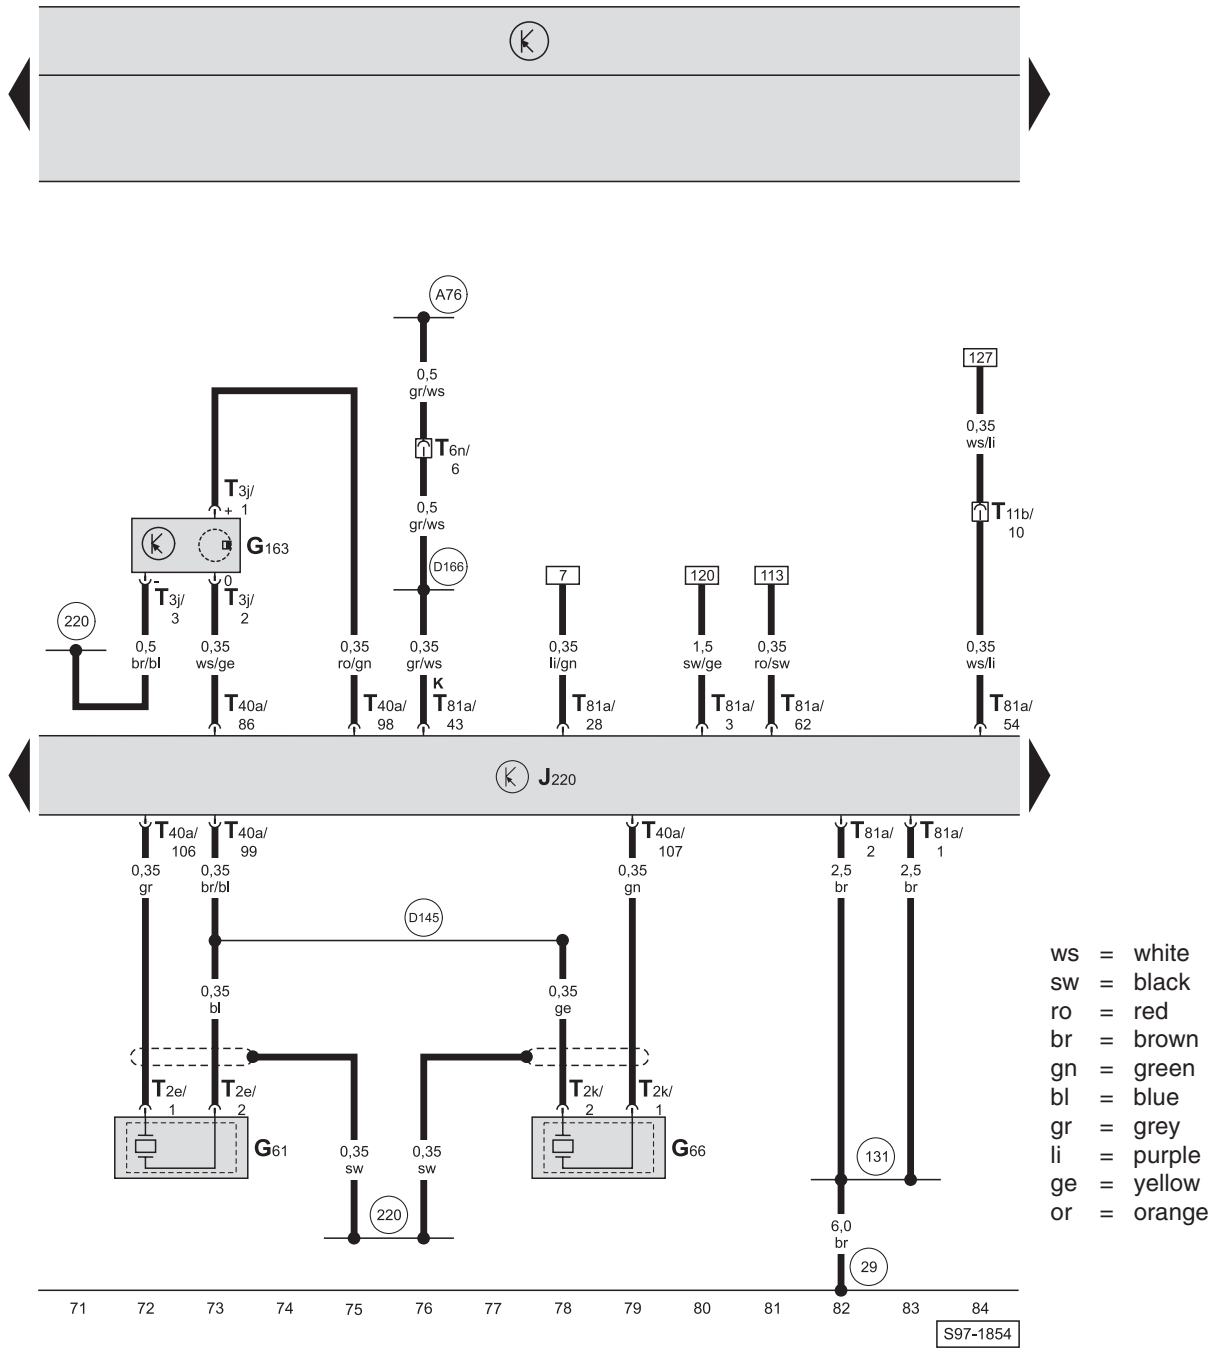 A76
127
0,5
gr/ws
0,35
ws/li
T6n/
6
T3j/
+ 1
0,5
gr/ws
T11b/
10
G163
D166
7
120
113
-
0
T3j/
3
T3j/
2
220
0,5
br/bl
0,35
ws/ge
0,35
ro/gn
0,35
gr/ws
0,35
li/gn
1,5
sw/ge
0,35
ro/sw
0,35
ws/li
K
T40a/
86
T40a/
98
T81a/
43
T81a/
28
T81a/
3
T81a/
62
T81a/
54
J220
T40a/
106
T40a/
99
T40a/
107
T81a/
2
T81a/
1
0,35
gr
0,35
br/bl
0,35
gn
2,5
br
2,5
br
D145
0,35
bl
0,35
ge
T2e/
1
T2e/
2
T2k/
2
T2k/
1
G61
G66
0,35
sw
0,35
sw
131
220
6,0
br
29
ws = white
sw = black
ro = red
br = brown
gn = green
bl = blue
gr = grey
li = purple
ge = yellow
or = orange
71 72 73 74 75 76 77 78 79 80 81 82 83 84
S97-1854